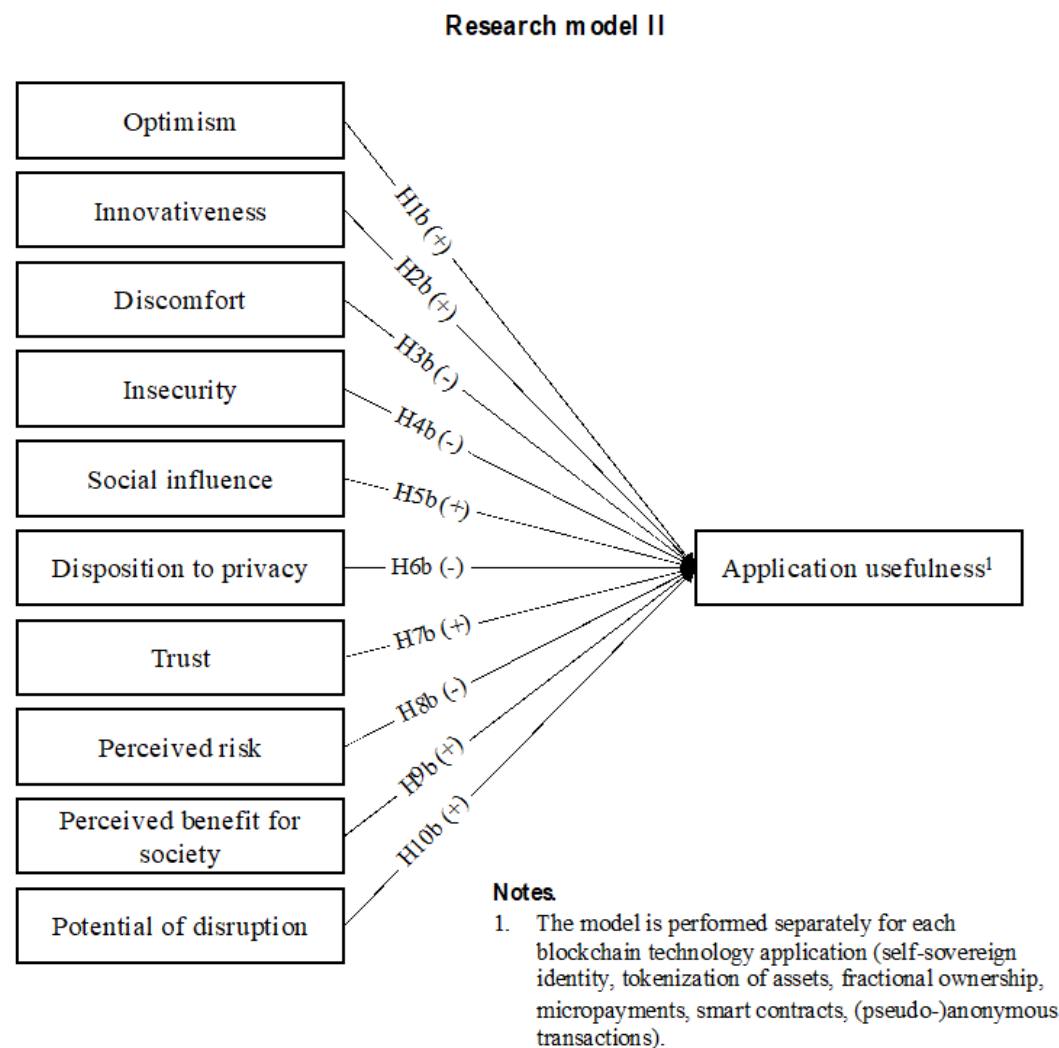 Research model II
Optimism
Innovativeness
Discomfort
Insecurity
Social influence
Disposition to privacy
Trust
Perceived risk
Perceived benefit for
society
Potential of disruption
H1b (+)
H2b (+)
H3b (-)
H4b (-)
H5b (+)
H6b (-)
H7b (+)
H8b (-)
H9b (+)
H10b (+)
Application usefulness¹
Notes.
1. The model is performed separately for each
blockchain technology application (self-sovereign
identity, tokenization of assets, fractional ownership,
micropayments, smart contracts, (pseudo-)anonymous
transactions).